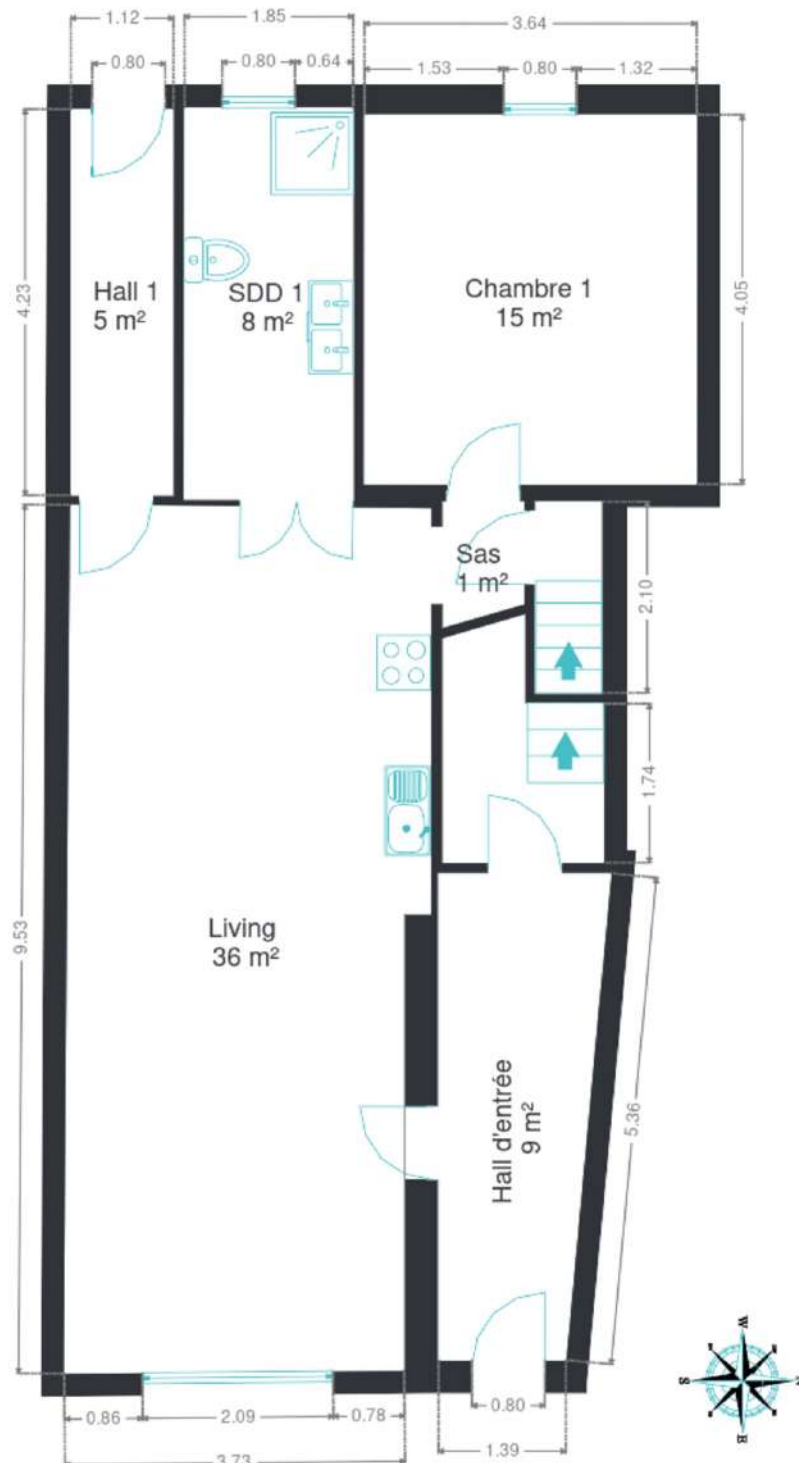 1.12
1.85
3.64
0.80
0.80
0.64
1.53
0.80
1.32
4.23
Hall 1
5 m²
SDD 1
8 m²
Chambre 1
15 m²
4.05
Sas
1 m²
2.10
1.74
9.53
Living
36 m²
Hall d'entrée
9 m²
5.36
W
S
N
E
0.86
2.09
0.78
0.80
1.39
3.73